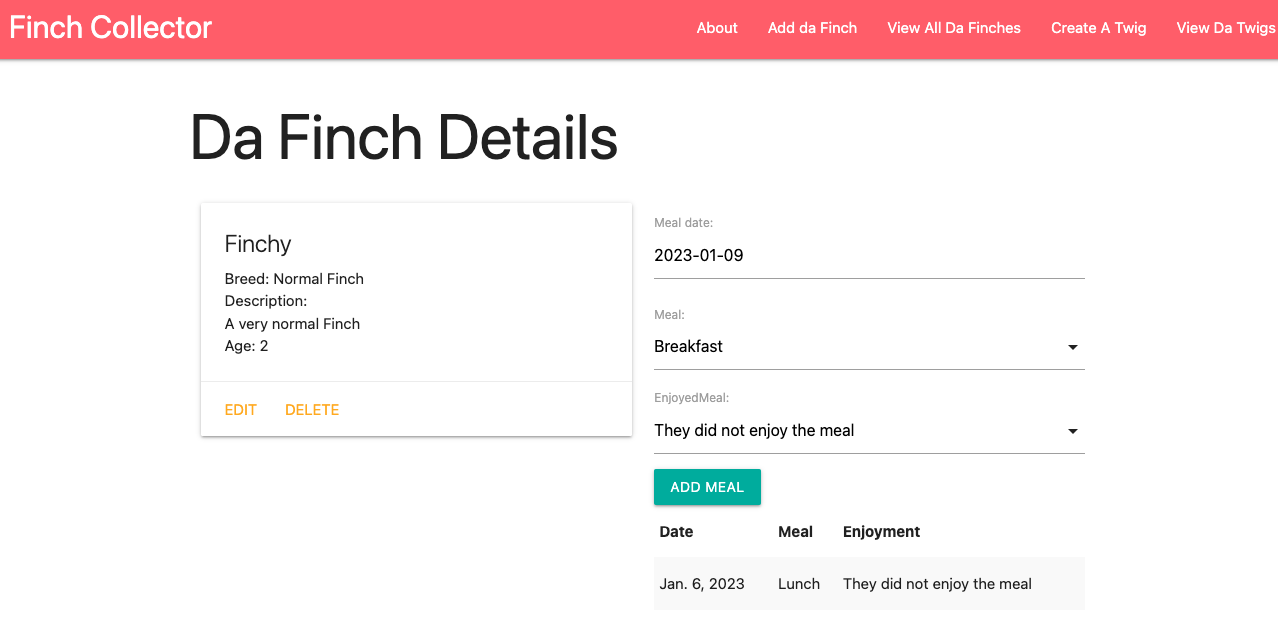 Finch Collector
About Add da Finch View All Da Finches Create A Twig View Da Twigs
Da Finch Details
Finchy
Breed: Normal Finch
Description:
A very normal Finch
Age: 2
EDIT DELETE
Meal date:
2023-01-09
Meal:
Breakfast
EnjoyedMeal:
They did not enjoy the meal
ADD MEAL
Date Meal Enjoyment
Jan. 6, 2023 Lunch They did not enjoy the meal